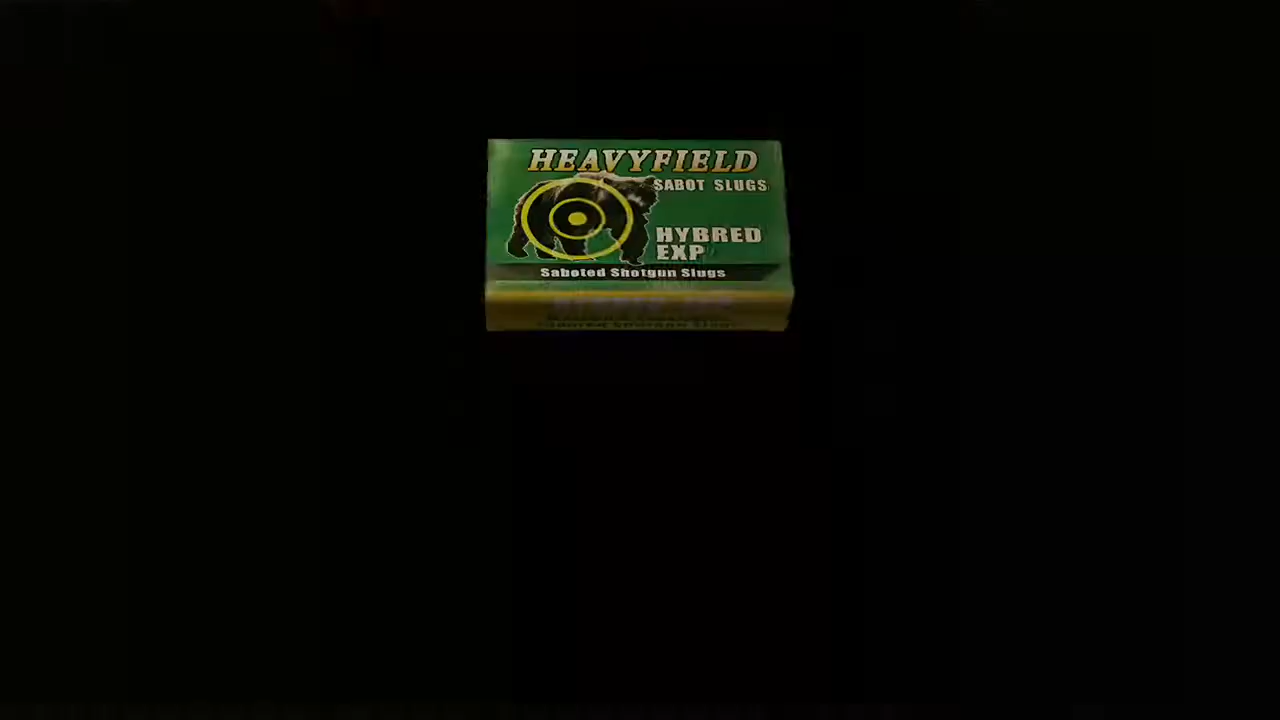 HEAVYFIELD
SABOT SLUGS
HYBRED
EXP
Saboted Shotgun Slugs